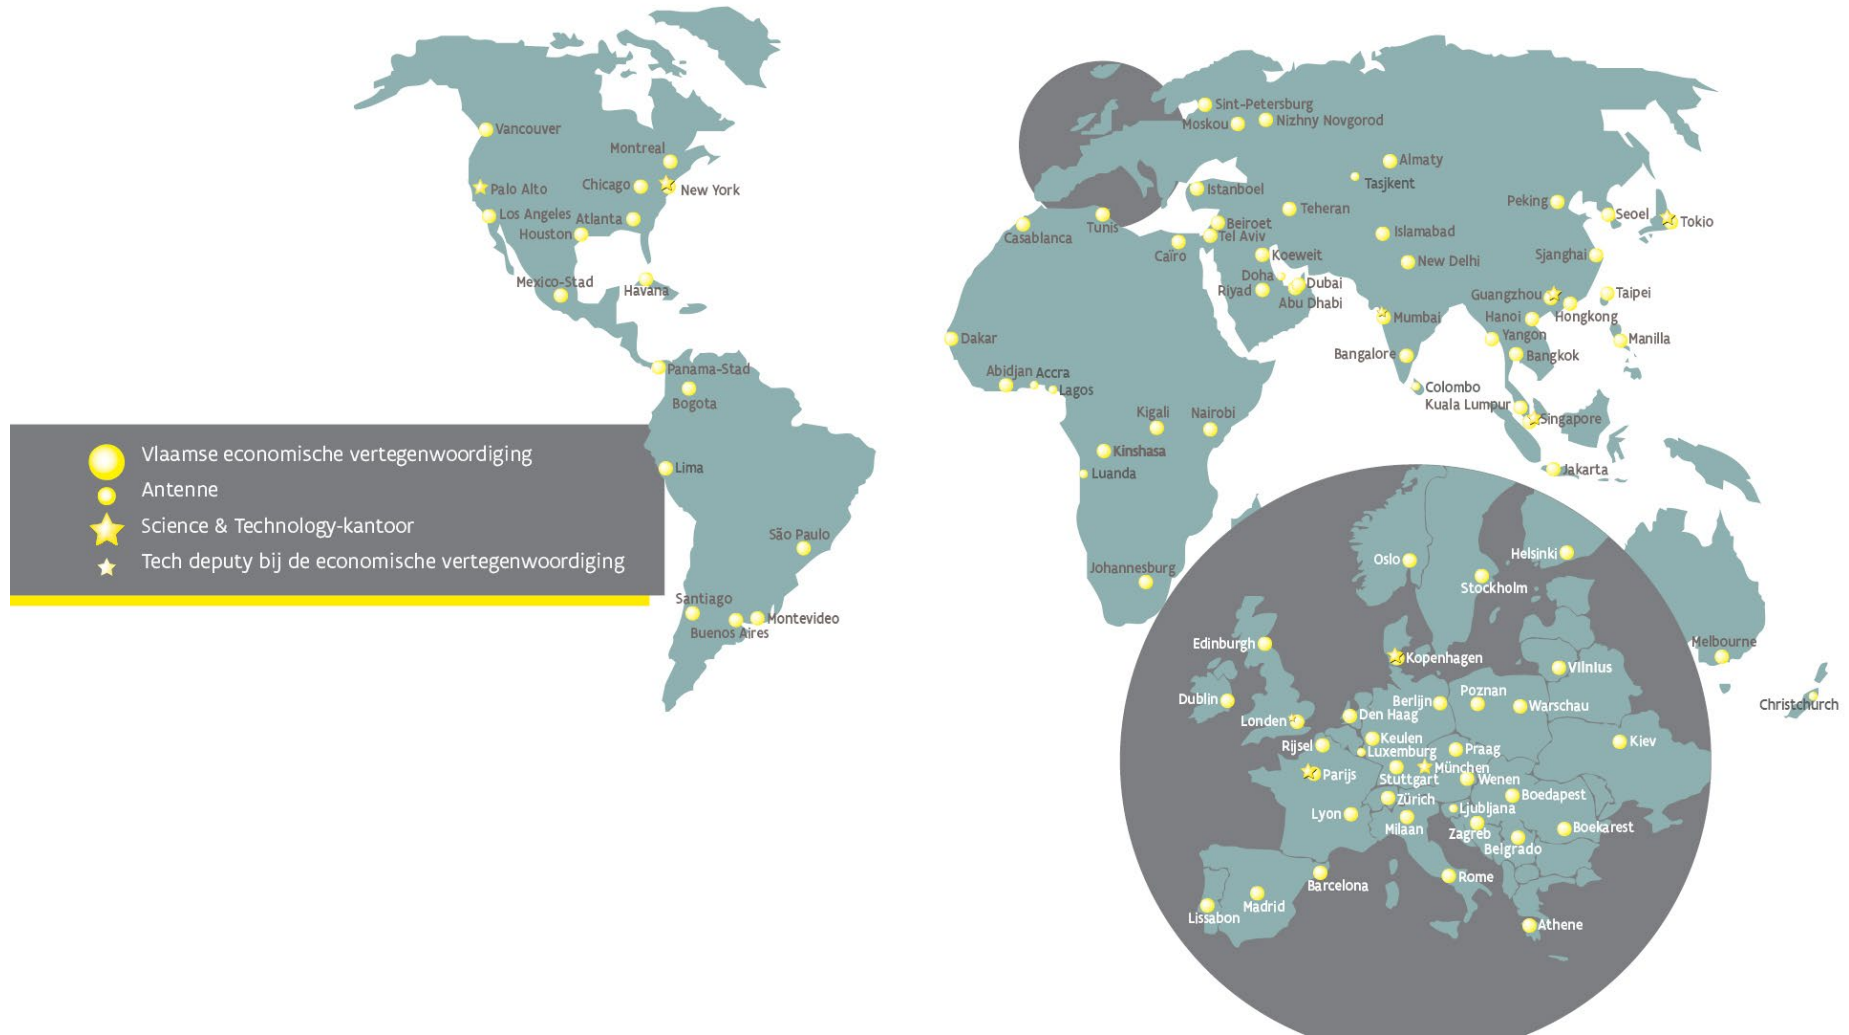 Vancouver
Montreal
Palo Alto
Chicago
New York
Los Angeles
Atlanta
Houston
Mexico-Stad
Havana
Panama-Stad
Bogota
Lima
São Paulo
Santiago
Buenos Aires
Montevideo
Vlaamse economische vertegenwoordiging
Antenne
Science & Technology-kantoor
Tech deputy bij de economische vertegenwoordiging
Sint-Petersburg
Moskou
Nizhny Novgorod
Almaty
Tasjkent
Istanboel
Teheran
Peking
Seoel
Tokio
Casablanca
Tunis
Beiroet
Tel Aviv
Caïro
Koeweit
Islamabad
New Delhi
Sjanghai
Doha
Dubai
Riyad
Abu Dhabi
Guangzhou
Taipei
Mumbai
Hanoi
Hongkong
Yangon
Manilla
Dakar
Bangalore
Bangkok
Abidjan
Accra
Lagos
Colombo
Kuala Lumpur
Singapore
Kigali
Nairobi
Kinshasa
Luanda
Jakarta
Johannesburg
Melbourne
Christchurch
Oslo
Helsinki
Stockholm
Edinburgh
Kopenhagen
Vilnius
Dublin
Berlijn
Poznan
Warschau
Londen
Den Haag
Rijsel
Keulen
Luxemburg
Praag
Kiev
Parijs
Stuttgart
München
Wenen
Zürich
Boedapest
Lyon
Milaan
Ljubljana
Zagreb
Boekarest
Belgrado
Barcelona
Rome
Madrid
Lissabon
Athene